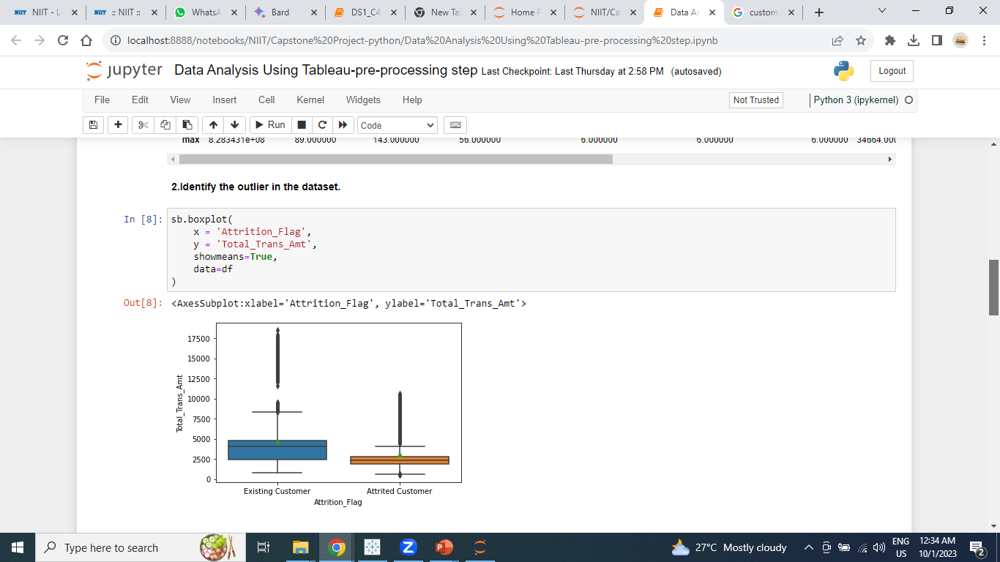 NIIT - L
NIIT :: NIIT ::
WhatsA
Bard
DS1_C4
New Ta
Home P
NIIT/Ca
Data Ar
custom
localhost:8888/notebooks/NIIT/Capstone%20Project-python/Data%20Analysis%20Using%20Tableau-pre-processing%20step.ipynb
jupyter Data Analysis Using Tableau-pre-processing step Last Checkpoint: Last Thursday at 2:58 PM (autosaved)
Logout
File Edit View Insert Cell Kernel Widgets Help
Not Trusted Python 3 (ipykernel)
Run Code
max 8.283431e+08 89.000000 143.000000 56.000000 6.000000 6.000000 6.000000 34664.00
2.Identify the outlier in the dataset.
In [8]: sb.boxplot(
x = 'Attrition_Flag',
y = 'Total_Trans_Amt',
showmeans=True,
data=df
)
Out[8]: <AxesSubplot:xlabel='Attrition_Flag', ylabel='Total_Trans_Amt'>
17500
15000
12500
10000
7500
5000
2500
0
Total_Trans_Amt
Existing Customer Attrited Customer
Attrition_Flag
Type here to search
27°C Mostly cloudy
ENG
US
12:34 AM
10/1/2023
2